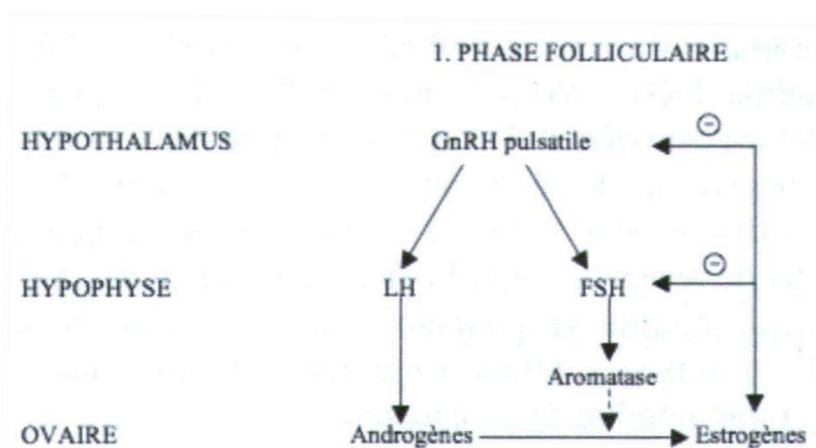 1. PHASE FOLLICULAIRE
⊖
HYPOTHALAMUS GnRH pulsatile
⊖
HYPOPHYSE LH FSH
Aromatase
OVAIRE Androgènes Estrogènes